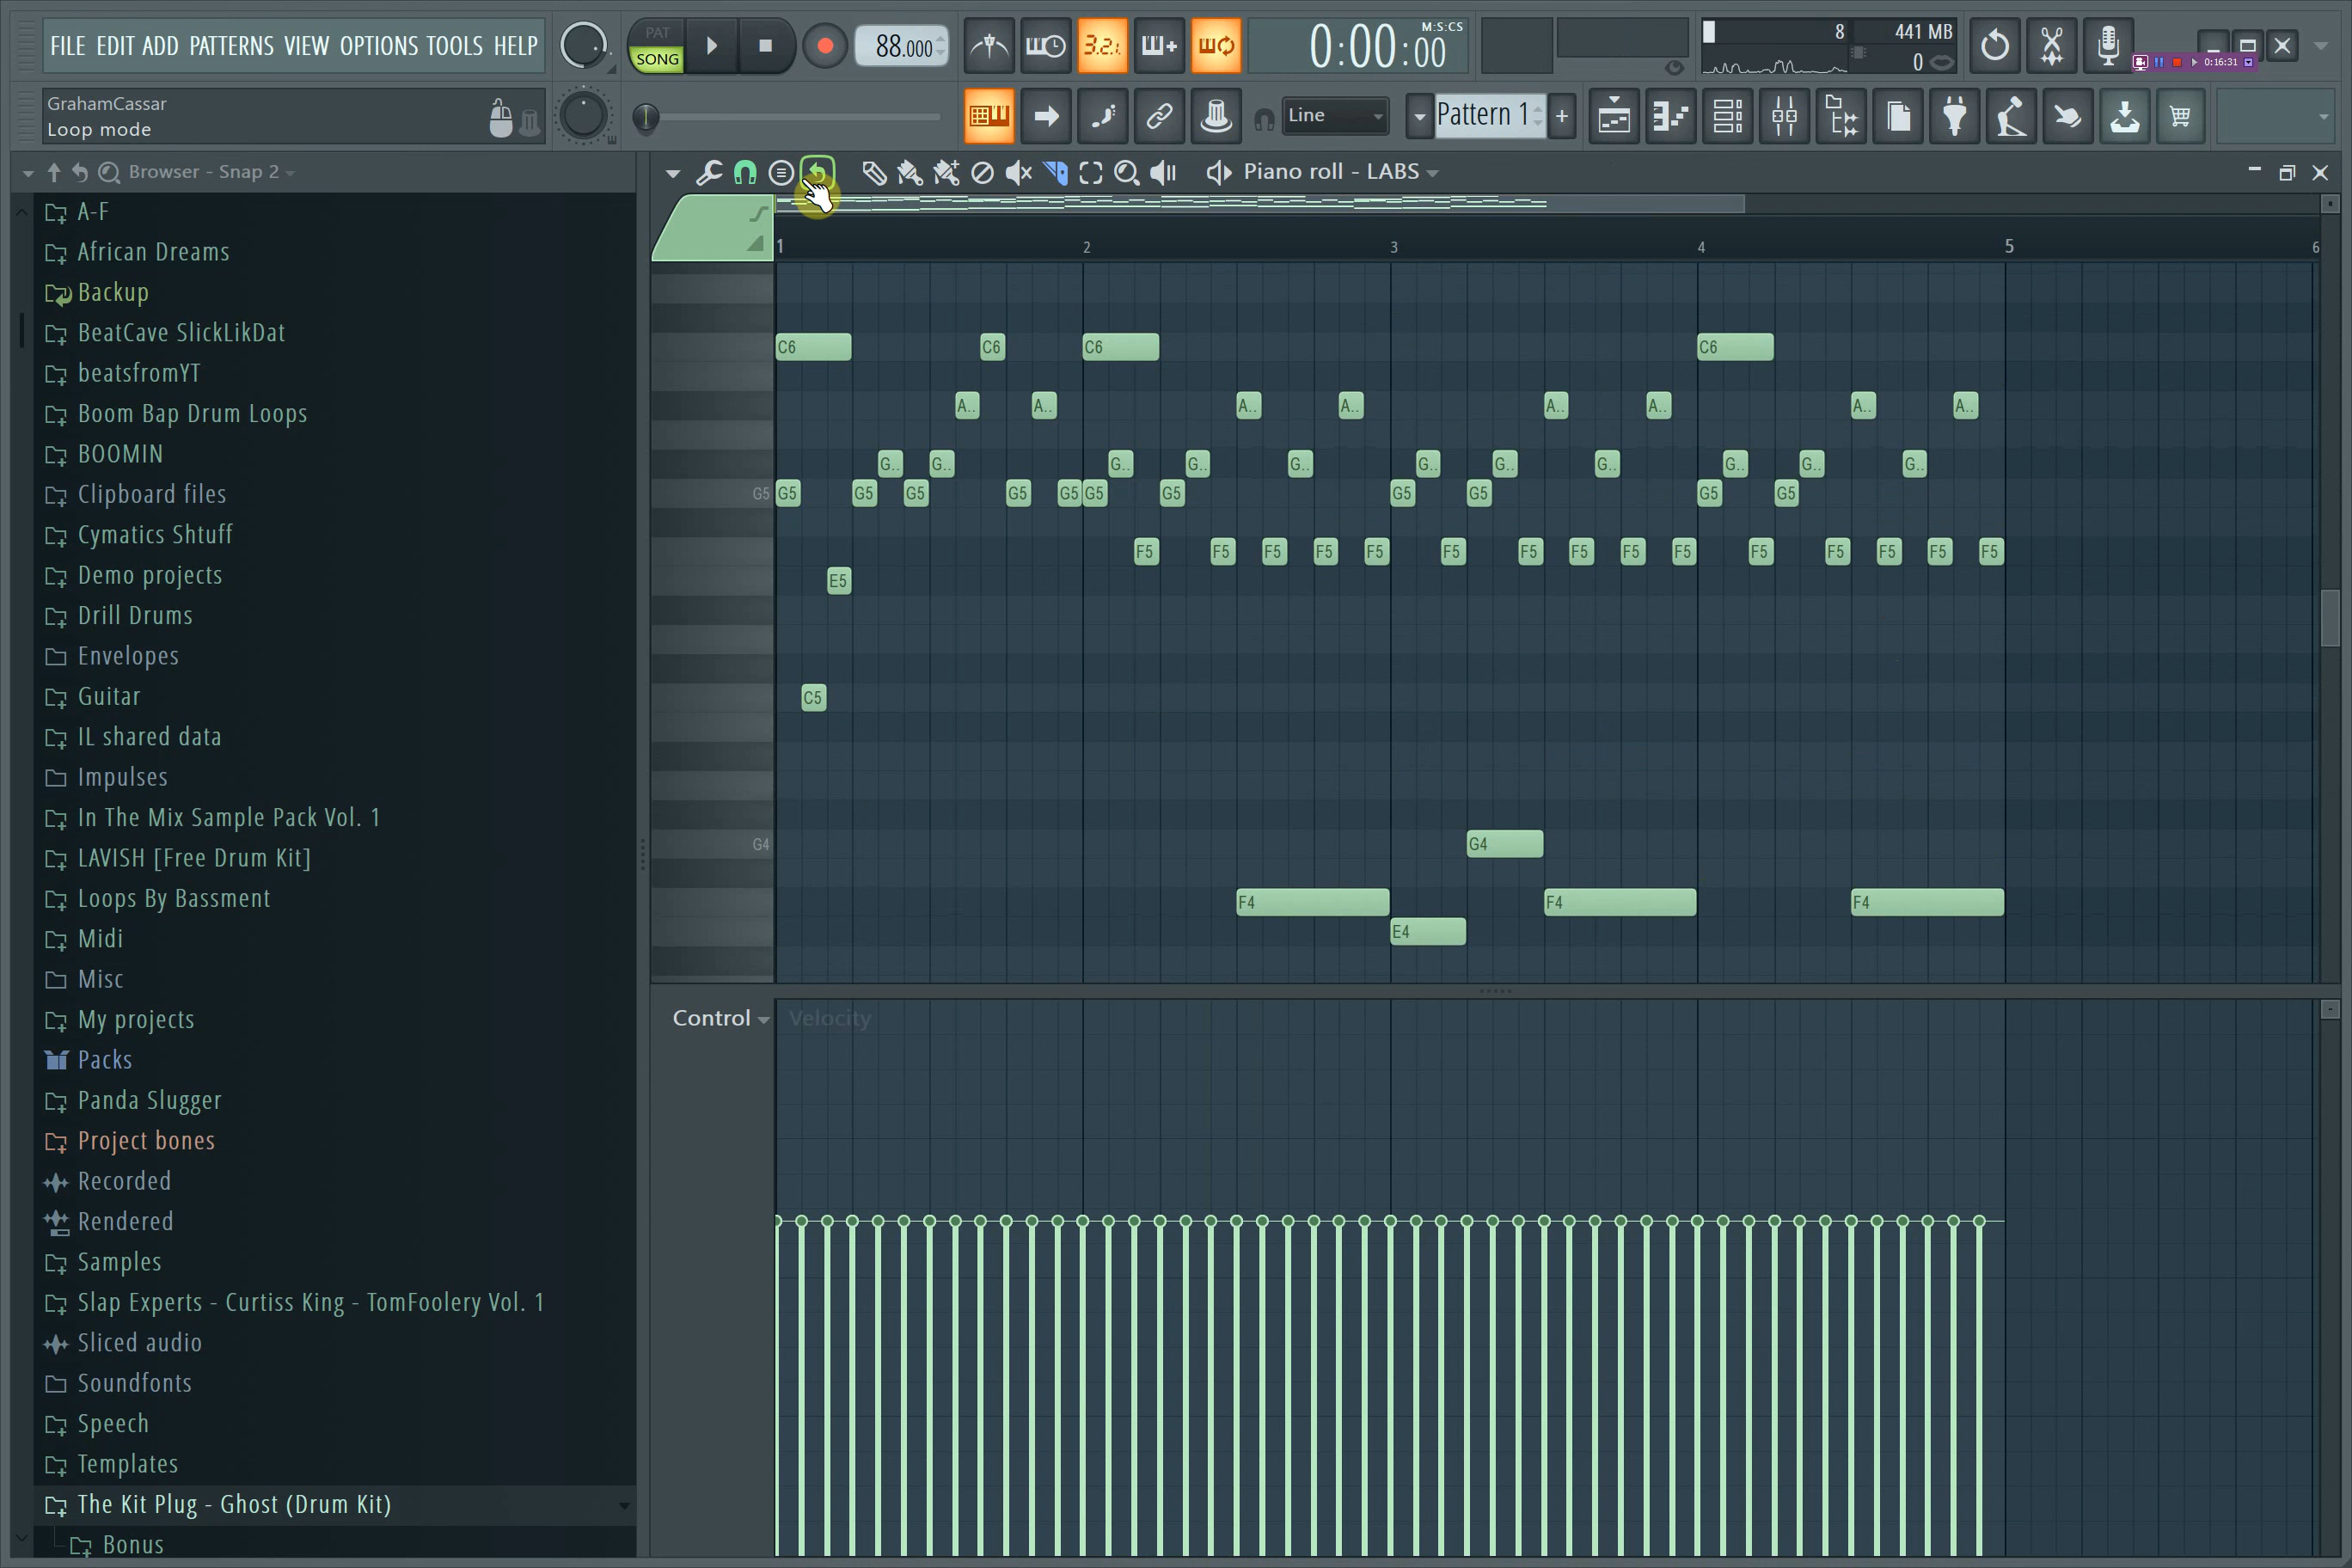 FILE EDIT ADD PATTERNS VIEW OPTIONS TOOLS HELP
PAT
SONG
88.000
3.2.1.
0:00:00
M:S:CS
8
441 MB
0
0:16:31
GrahamCassar
Loop mode
Line
Pattern 1
Browser - Snap 2
Piano roll - LABS
A-F
African Dreams
Backup
BeatCave SlickLikDat
beatsfromYT
Boom Bap Drum Loops
BOOMIN
Clipboard files
Cymatics Shtuff
Demo projects
Drill Drums
Envelopes
Guitar
IL shared data
Impulses
In The Mix Sample Pack Vol. 1
LAVISH [Free Drum Kit]
Loops By Bassment
Midi
Misc
My projects
Packs
Panda Slugger
Project bones
Recorded
Rendered
Samples
Slap Experts - Curtiss King - TomFoolery Vol. 1
Sliced audio
Soundfonts
Speech
Templates
The Kit Plug - Ghost (Drum Kit)
Bonus
1 2 3 4 5 6
C6 C6 C6 C6
A.. A.. A.. A.. A.. A.. A.. A..
G.. G.. G.. G.. G.. G.. G.. G.. G.. G.. G..
G5 G5 G5 G5 G5 G5 G5 G5 G5 G5 G5 G5
F5 F5 F5 F5 F5 F5 F5 F5 F5 F5 F5 F5 F5 F5 F5
E5
C5
G4 G4
F4 F4 F4
E4
Control Velocity